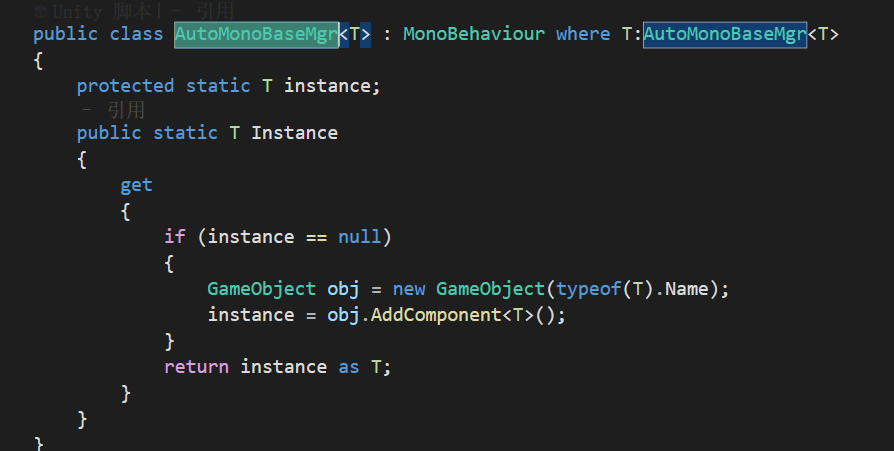 Unity 脚本|- 引用
public class AutoMonoBaseMgr<T> : MonoBehaviour where T:AutoMonoBaseMgr<T>
{
protected static T instance;
- 引用
public static T Instance
{
get
{
if (instance == null)
{
GameObject obj = new GameObject(typeof(T).Name);
instance = obj.AddComponent<T>();
}
return instance as T;
}
}
}